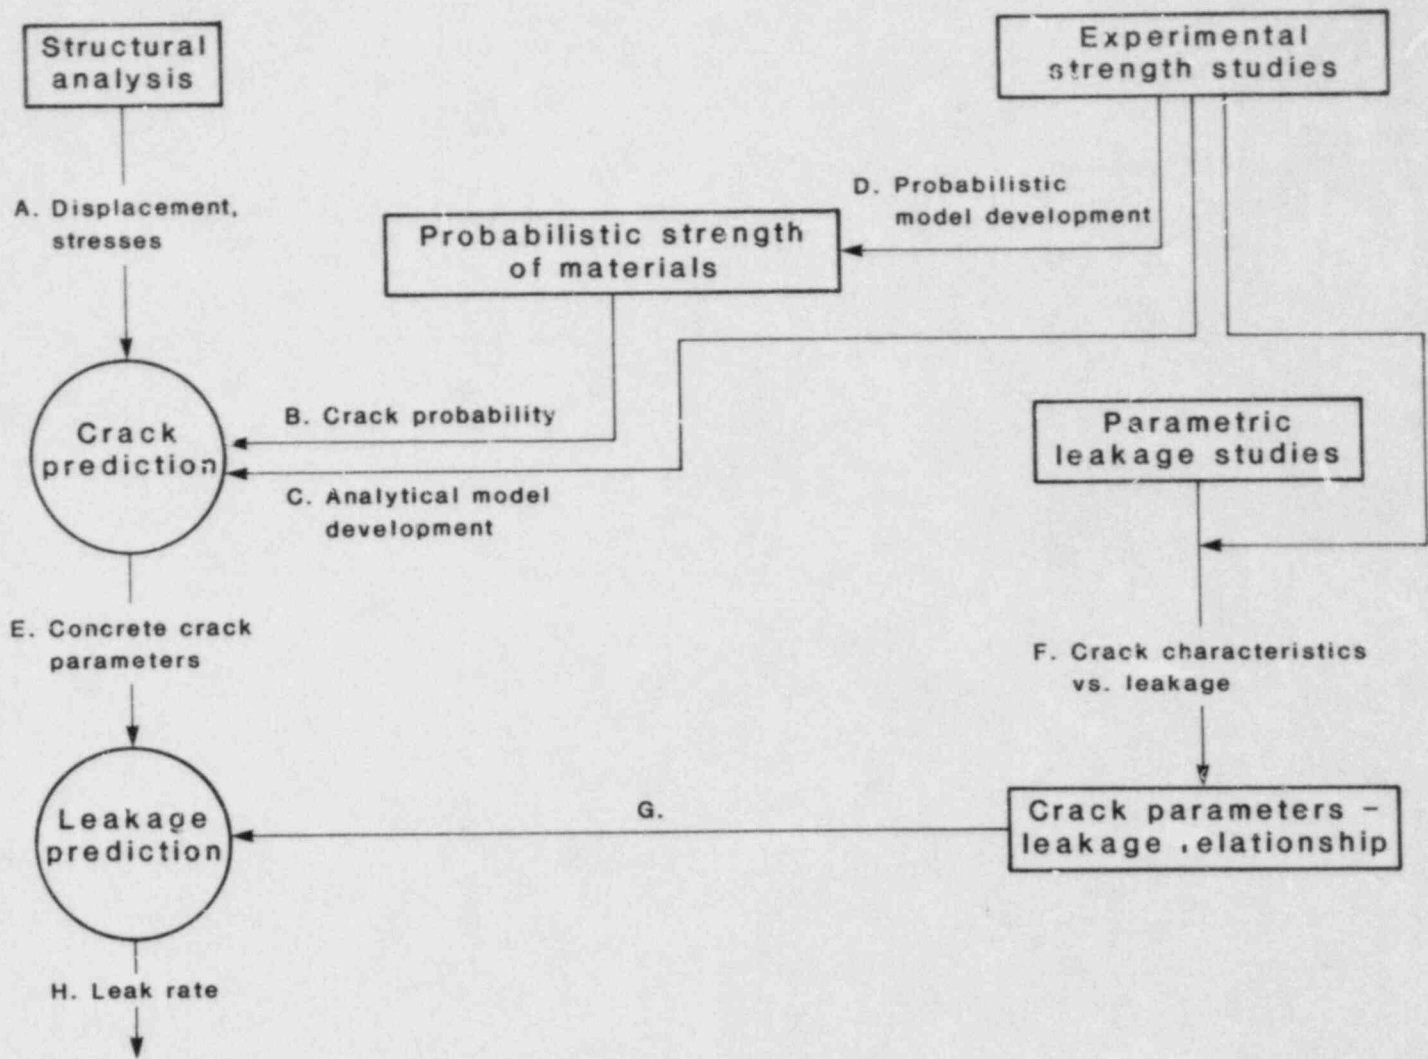 Structural
analysis
Experimental
strength studies
A. Displacement,
stresses
D. Probabilistic
model development
Probabilistic strength
of materials
Crack
prediction
B. Crack probability
C. Analytical model
development
Parametric
leakage studies
E. Concrete crack
parameters
F. Crack characteristics
vs. leakage
Leakage
prediction
G.
Crack parameters –
leakage relationship
H. Leak rate